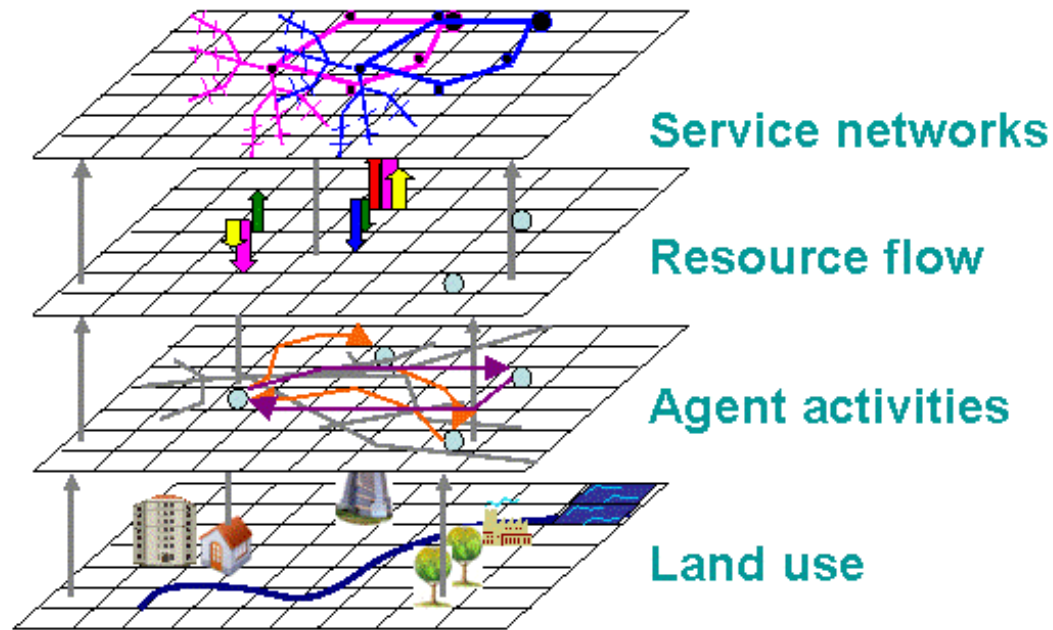 Service networks
Resource flow
Agent activities
Land use